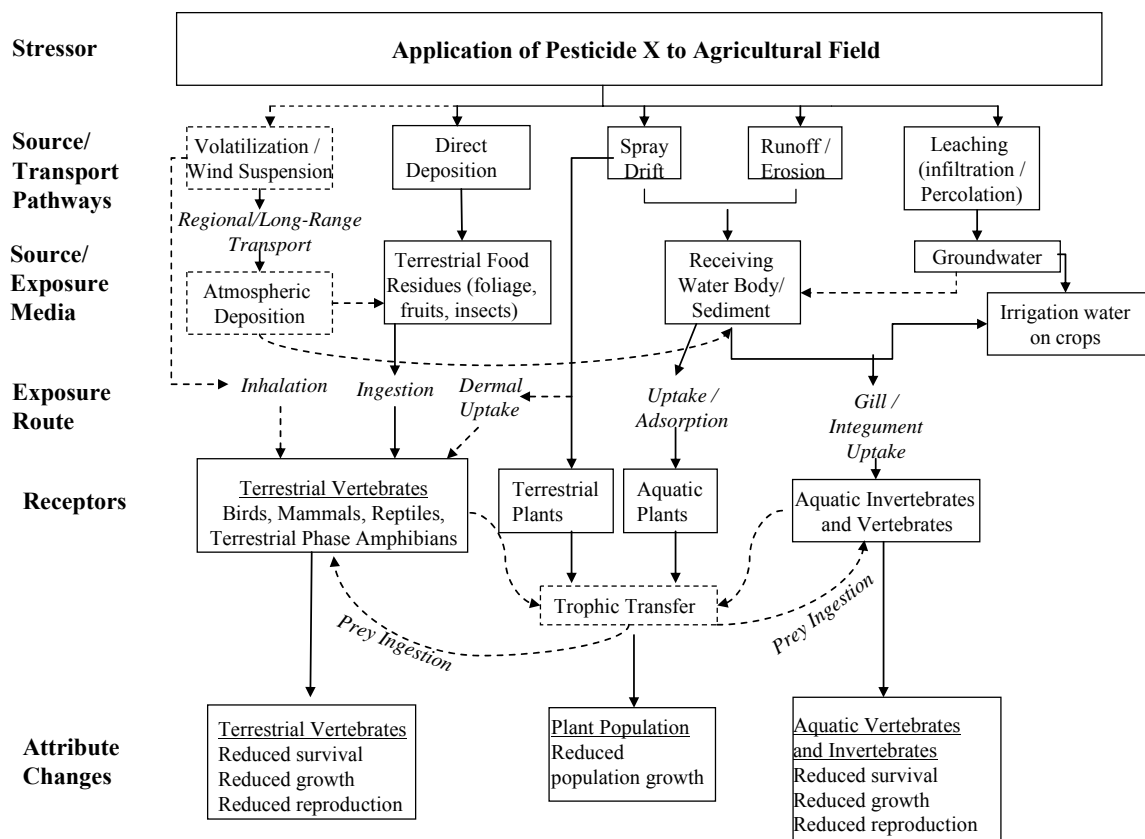 Stressor
Application of Pesticide X to Agricultural Field
Source/
Transport
Pathways
Volatilization /
Wind Suspension
Direct
Deposition
Spray
Drift
Runoff /
Erosion
Leaching
(infiltration /
Percolation)
Regional/Long-Range
Transport
Source/
Exposure
Media
Atmospheric
Deposition
Terrestrial Food
Residues (foliage,
fruits, insects)
Receiving
Water Body/
Sediment
Groundwater
Irrigation water
on crops
Exposure
Route
Inhalation
Ingestion
Dermal
Uptake
Uptake /
Adsorption
Gill /
Integument
Uptake
Receptors
Terrestrial Vertebrates
Birds, Mammals, Reptiles,
Terrestrial Phase Amphibians
Terrestrial
Plants
Aquatic
Plants
Aquatic Invertebrates
and Vertebrates
Trophic Transfer
Prey Ingestion
Prey Ingestion
Attribute
Changes
Terrestrial Vertebrates
Reduced survival
Reduced growth
Reduced reproduction
Plant Population
Reduced
population growth
Aquatic Vertebrates
and Invertebrates
Reduced survival
Reduced growth
Reduced reproduction